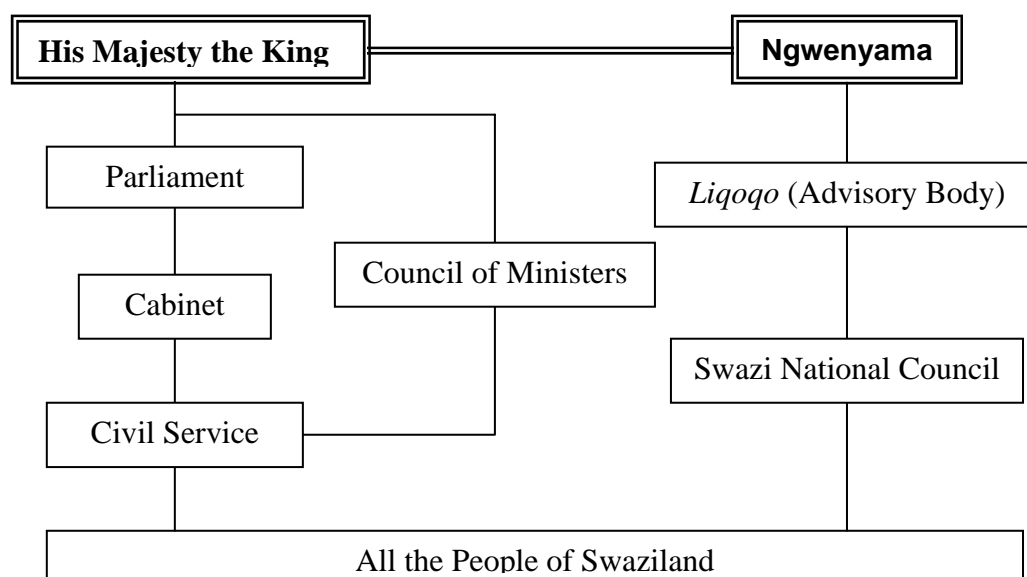 His Majesty the King
Ngwenyama
Parliament
Liqoqo (Advisory Body)
Council of Ministers
Cabinet
Swazi National Council
Civil Service
All the People of Swaziland